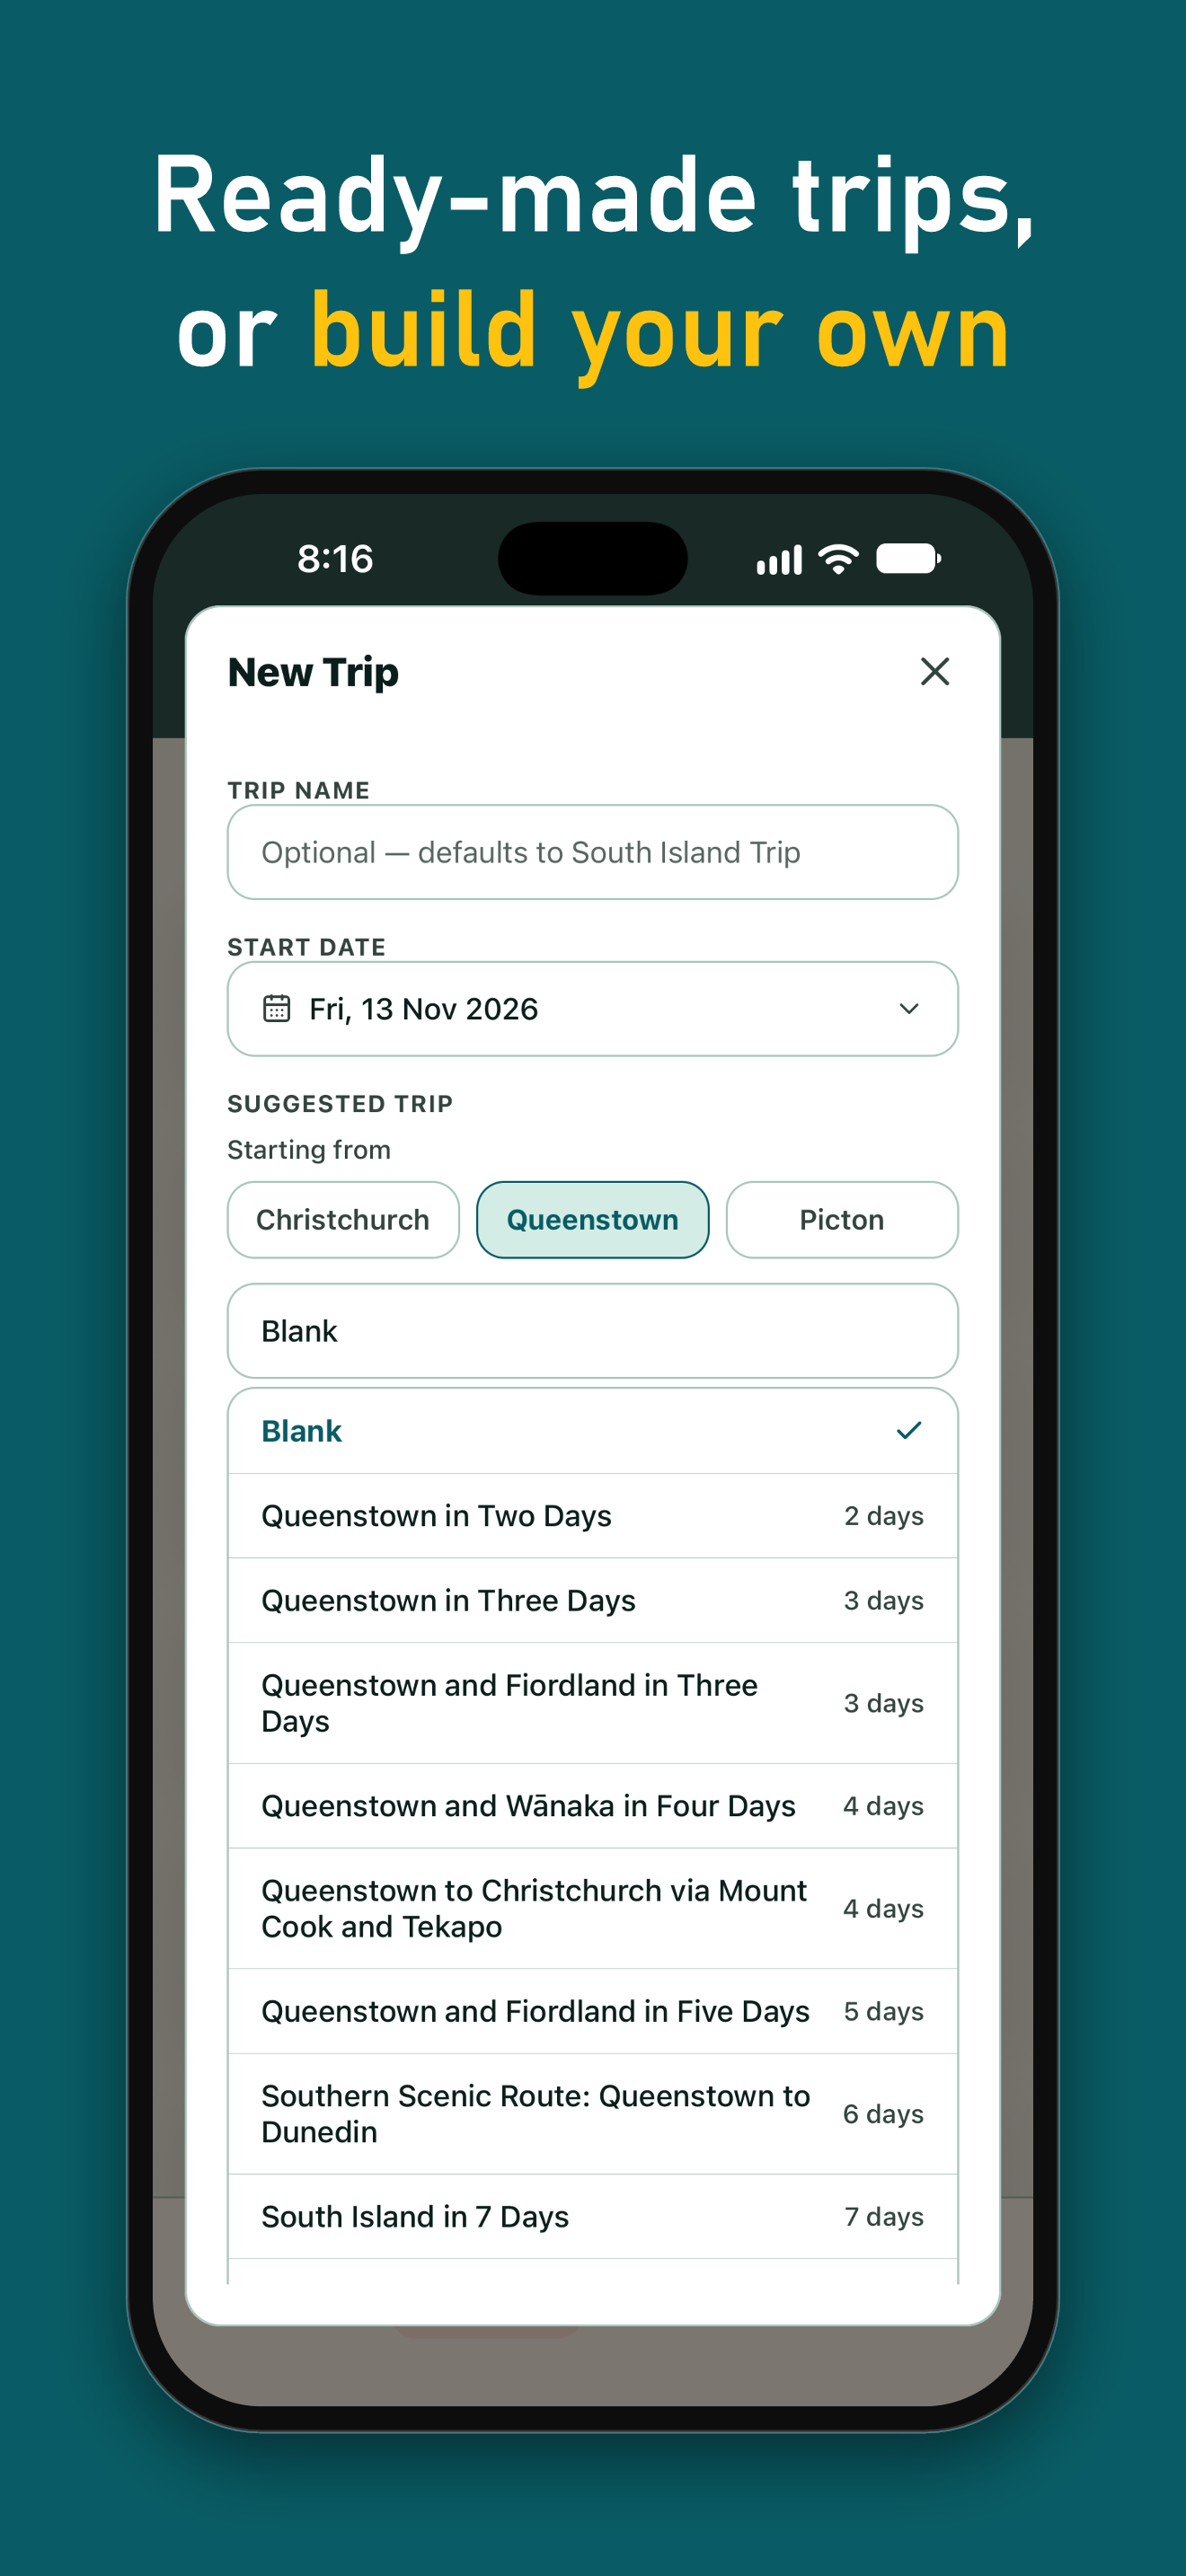 Ready-made trips,
or build your own
8:16
New Trip
TRIP NAME
Optional — defaults to South Island Trip
START DATE
Fri, 13 Nov 2026
SUGGESTED TRIP
Starting from
Christchurch Queenstown Picton
Blank
Blank
Queenstown in Two Days 2 days
Queenstown in Three Days 3 days
Queenstown and Fiordland in Three
Days 3 days
Queenstown and Wānaka in Four Days 4 days
Queenstown to Christchurch via Mount
Cook and Tekapo 4 days
Queenstown and Fiordland in Five Days 5 days
Southern Scenic Route: Queenstown to
Dunedin 6 days
South Island in 7 Days 7 days